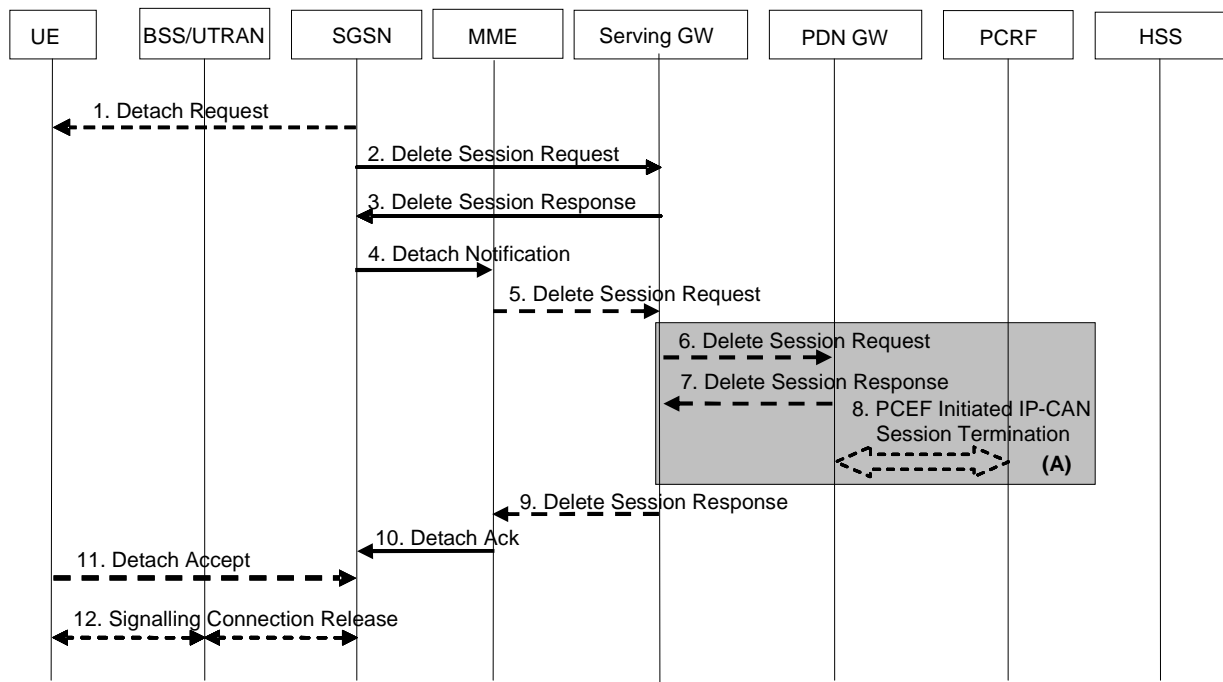 UE
BSS/UTRAN
SGSN
MME
Serving GW
PDN GW
PCRF
HSS
1. Detach Request
2. Delete Session Request
3. Delete Session Response
4. Detach Notification
5. Delete Session Request
6. Delete Session Request
7. Delete Session Response
8. PCEF Initiated IP-CAN
Session Termination
(A)
9. Delete Session Response
10. Detach Ack
11. Detach Accept
12. Signalling Connection Release